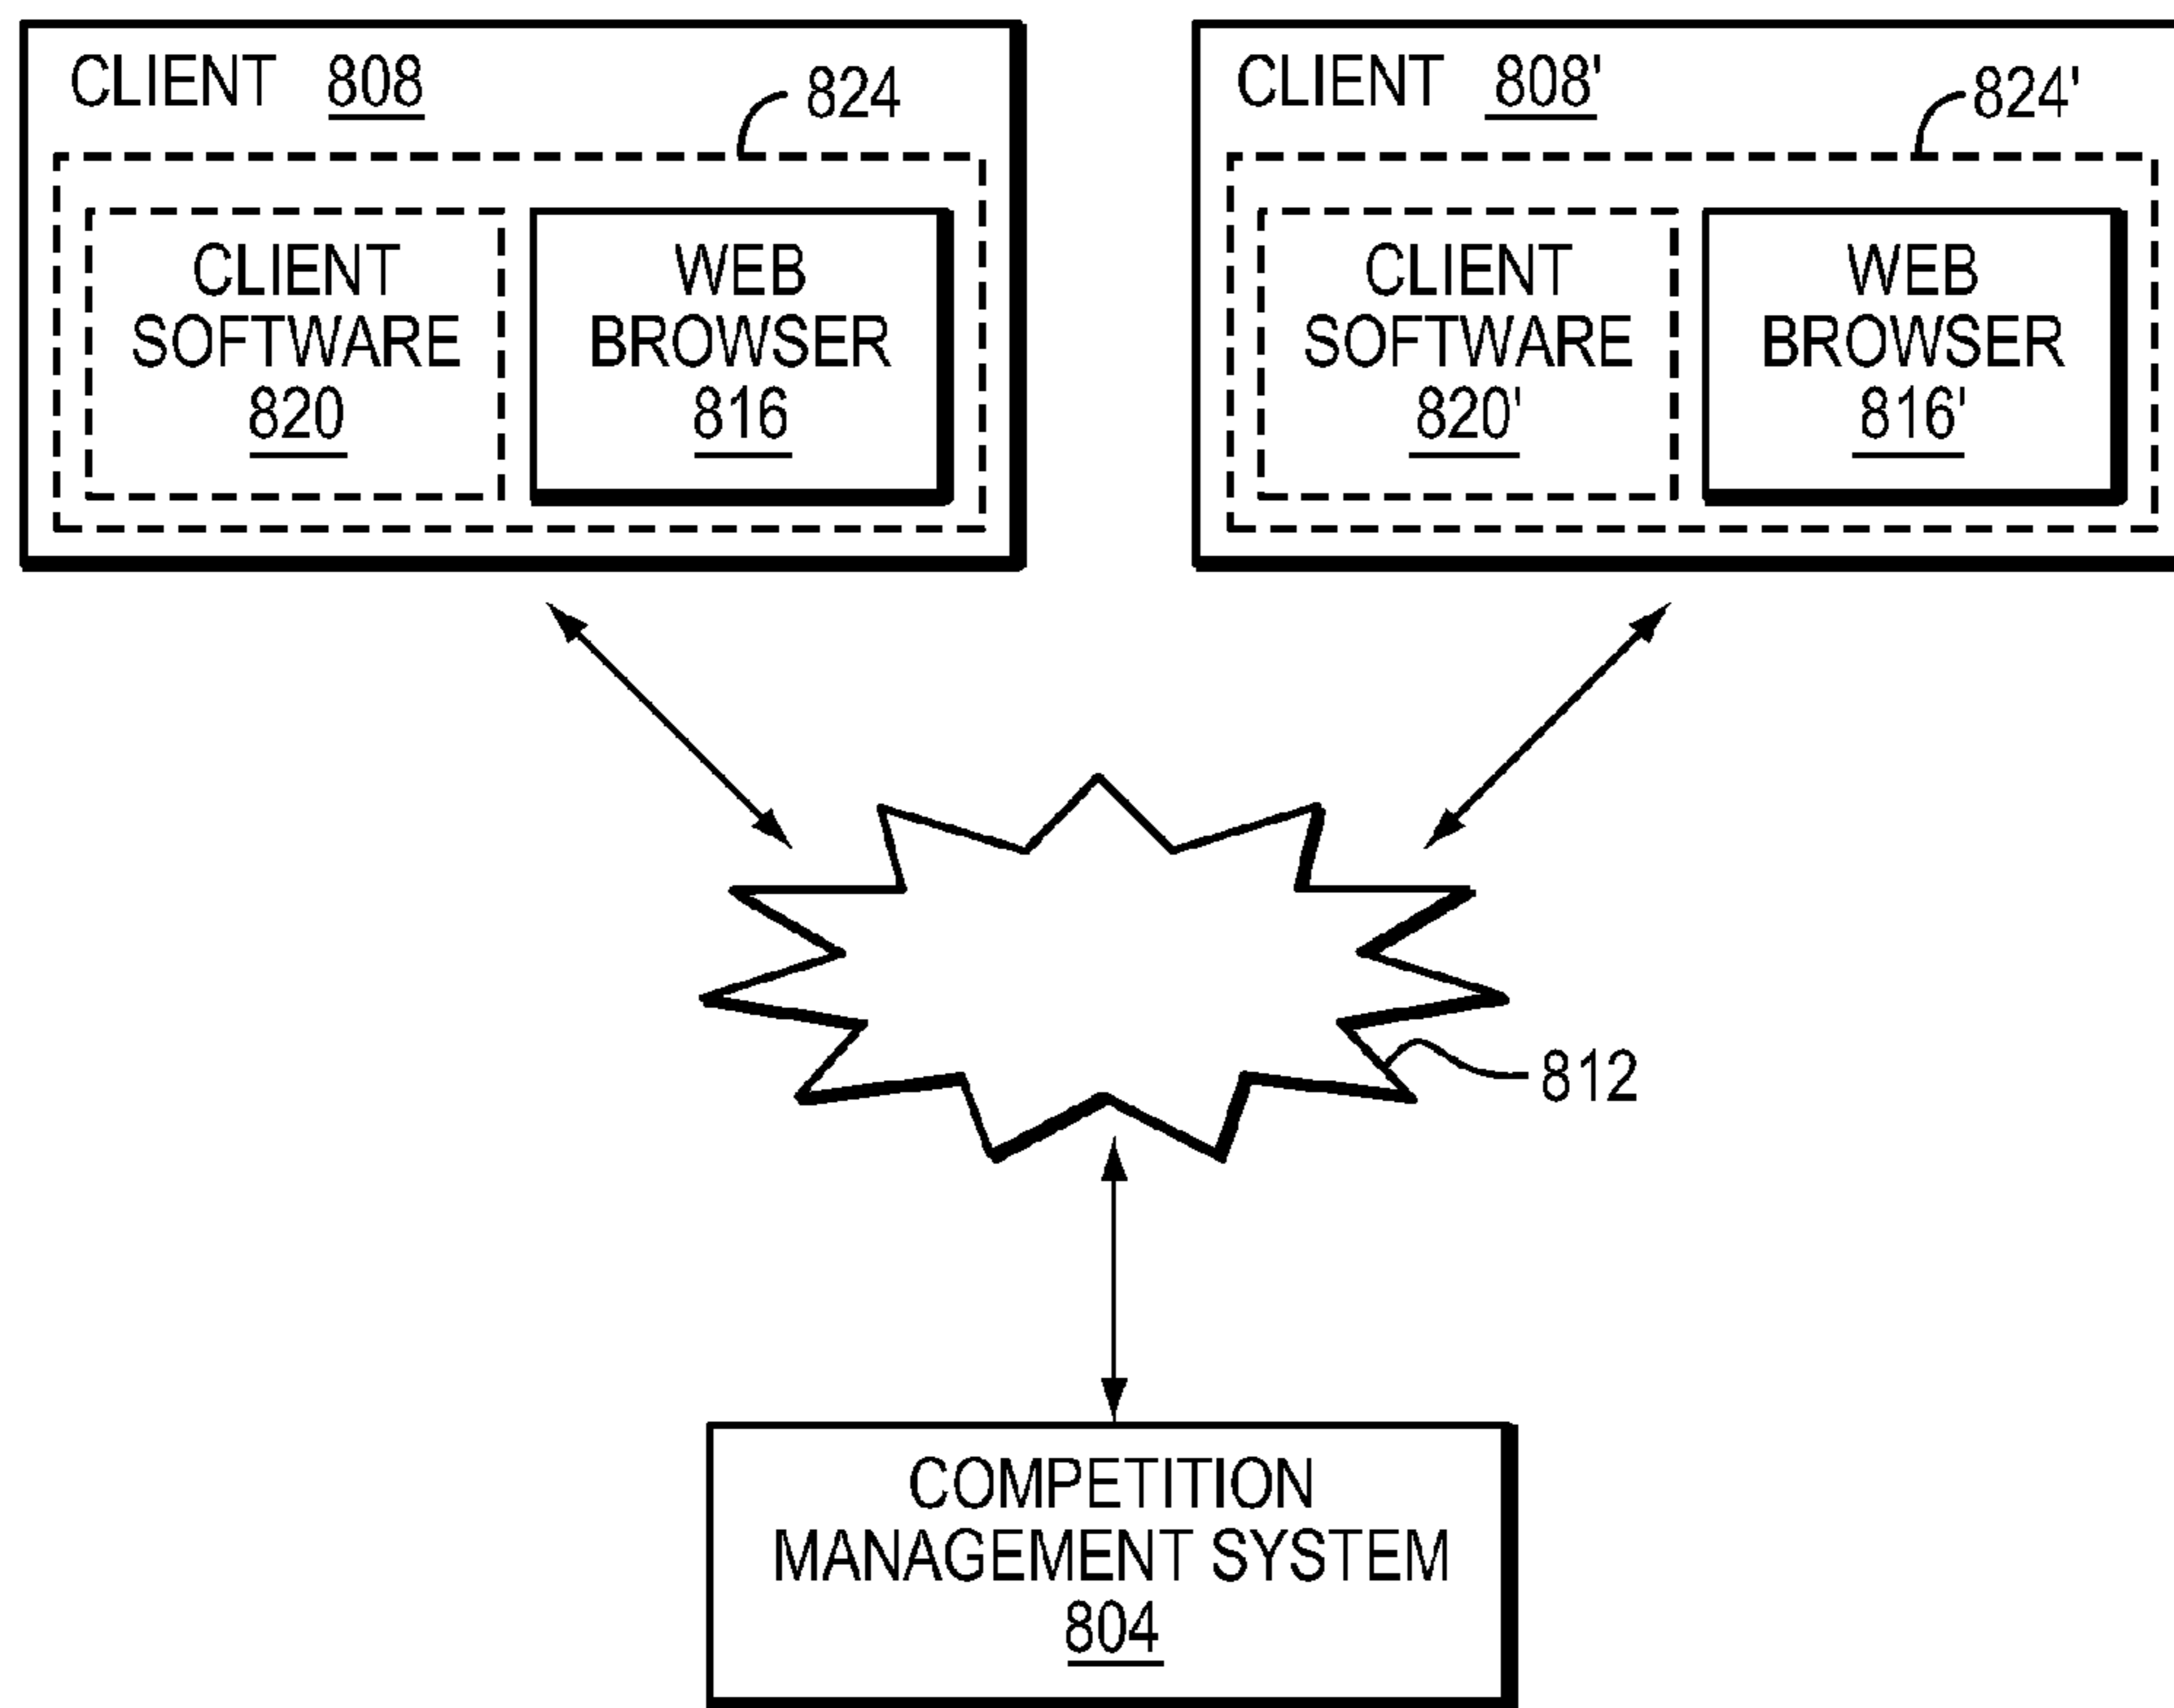 CLIENT 808
824
CLIENT
SOFTWARE
820
WEB
BROWSER
816
CLIENT 808'
824'
CLIENT
SOFTWARE
820'
WEB
BROWSER
816'
812
COMPETITION
MANAGEMENT SYSTEM
804